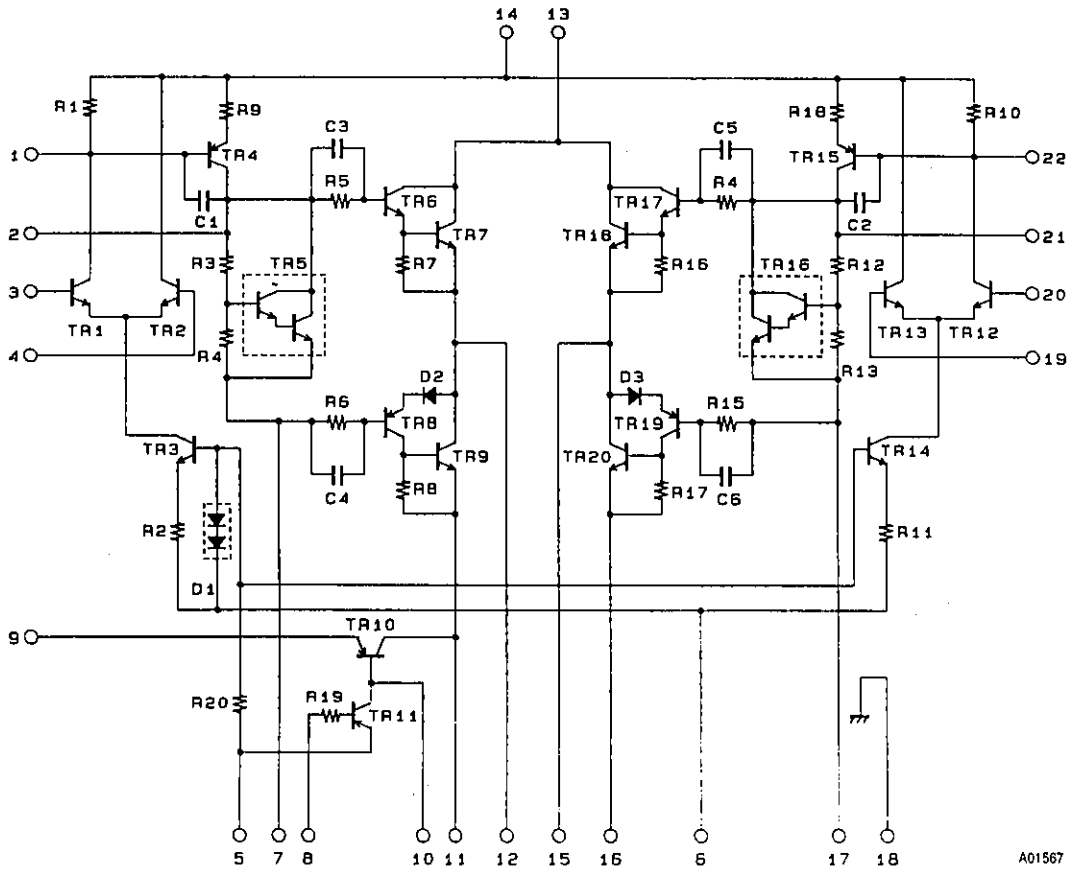 14 13
R1
R9
C3
C5
R18
R10
1
TR4
TR15
22
R5
R4
TR6
TR17
C1
C2
2
TR7
TR18
21
R3
TR5
R7
R16
TR16
R12
3
20
TR1 TR2
TR13 TR12
4
R4
R13
19
D2 D3
R6
TR8
TR19
R15
TR3
TR9
TR20
TR14
C4
R8
R17
C6
R2
R11
D1
9
TR10
R20
R19
TR11
5 7 8 10 11 12 15 16 6 17 18
A01567